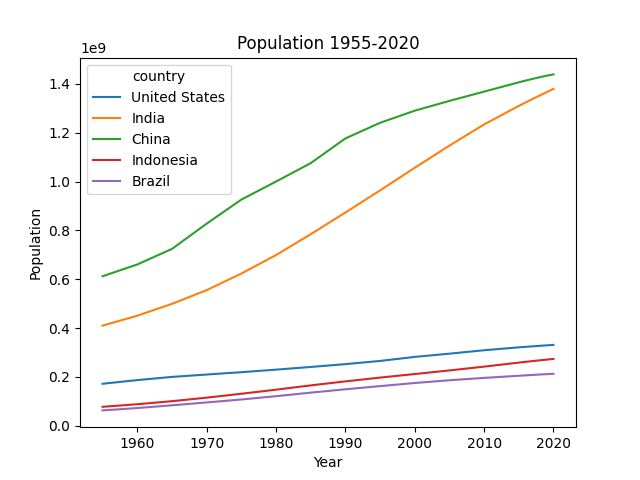 Population 1955-2020
1e9
country
United States
India
China
Indonesia
Brazil
1.4
1.2
1.0
0.8
0.6
0.4
0.2
0.0
Population
1960 1970 1980 1990 2000 2010 2020
Year